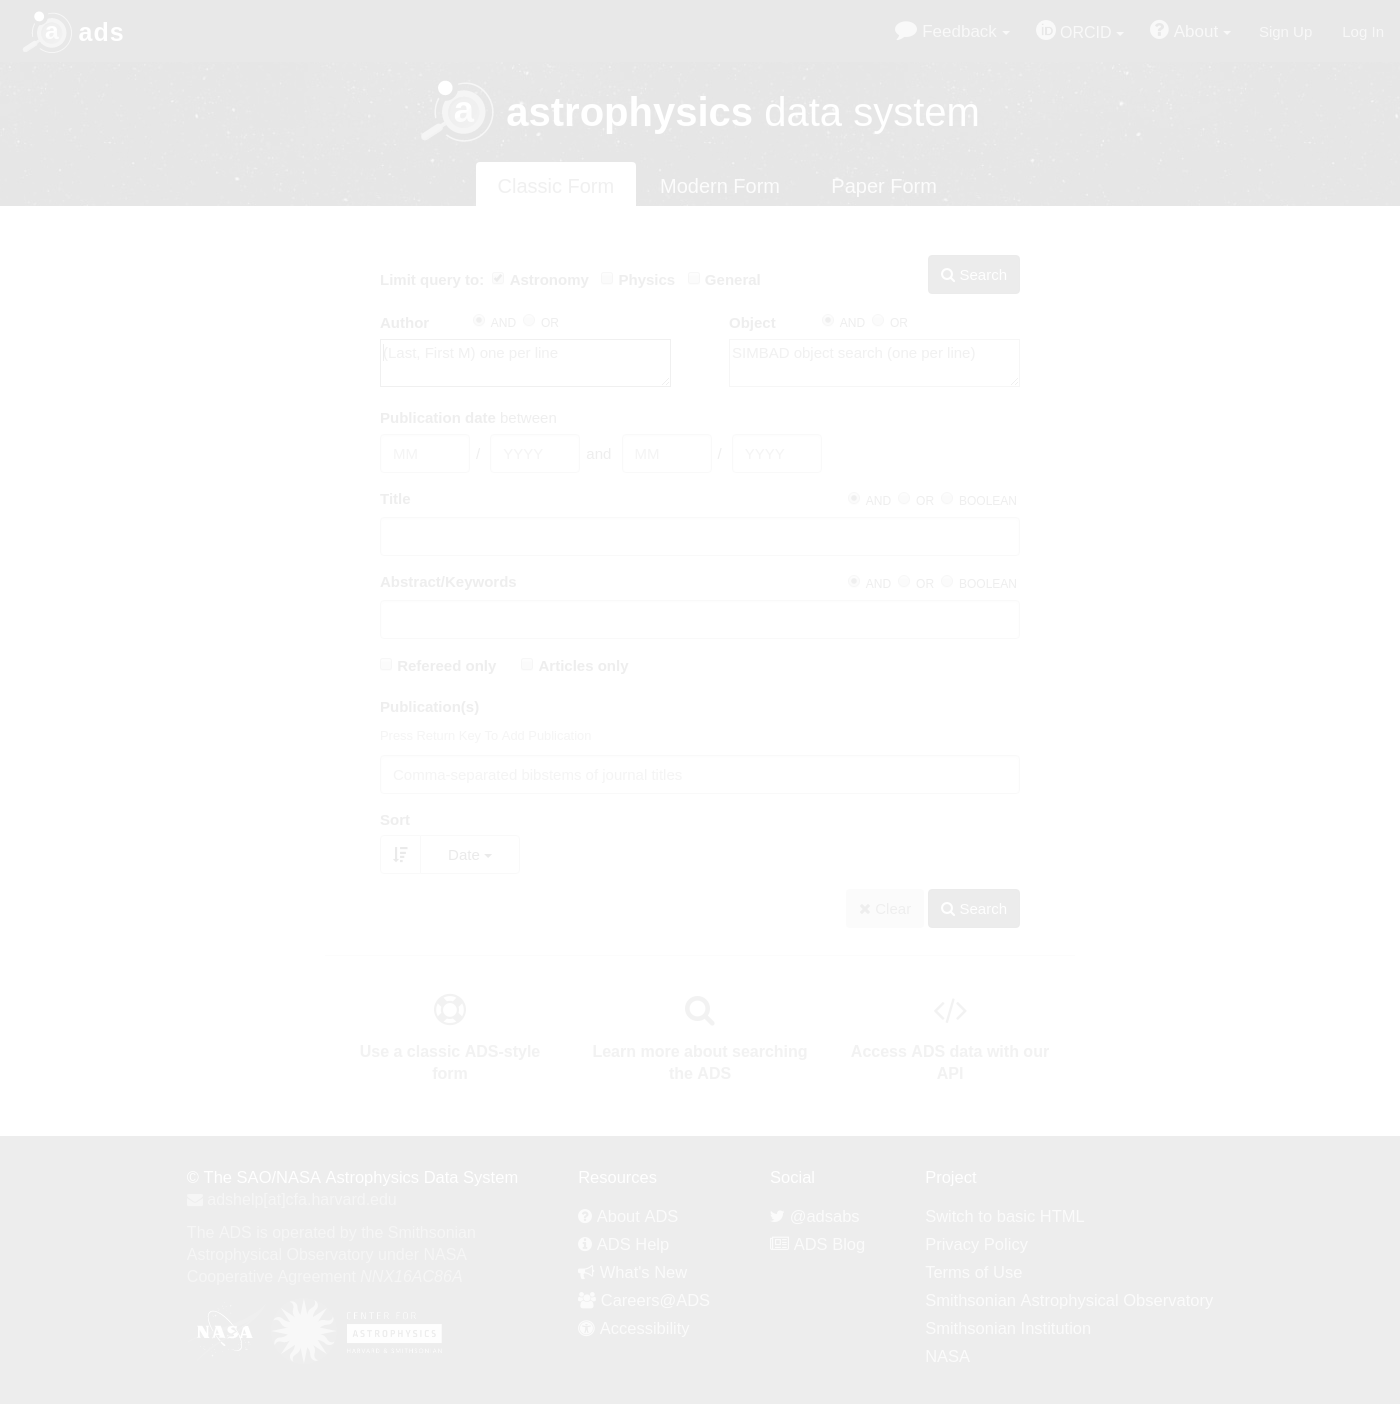 a ads Feedback iD ORCID ? About Sign Up Log In
a astrophysics data system
Classic Form Modern Form Paper Form
Limit query to: Astronomy Physics General Search
Author AND OR Object AND OR
(Last, First M) one per line SIMBAD object search (one per line)
Publication date between
MM / YYYY and MM / YYYY
Title AND OR BOOLEAN
Abstract/Keywords AND OR BOOLEAN
Refereed only Articles only
Publication(s)
Press Return Key To Add Publication
Comma-separated bibstems of journal titles
Sort
Date
Clear Search
Use a classic ADS-style form
Learn more about searching the ADS
Access ADS data with our API
© The SAO/NASA Astrophysics Data System
adshelp[at]cfa.harvard.edu
The ADS is operated by the Smithsonian
Astrophysical Observatory under NASA
Cooperative Agreement NNX16AC86A
NASA
CENTER FOR
ASTROPHYSICS
HARVARD & SMITHSONIAN
Resources
About ADS
ADS Help
What's New
Careers@ADS
Accessibility
Social
@adsabs
ADS Blog
Project
Switch to basic HTML
Privacy Policy
Terms of Use
Smithsonian Astrophysical Observatory
Smithsonian Institution
NASA